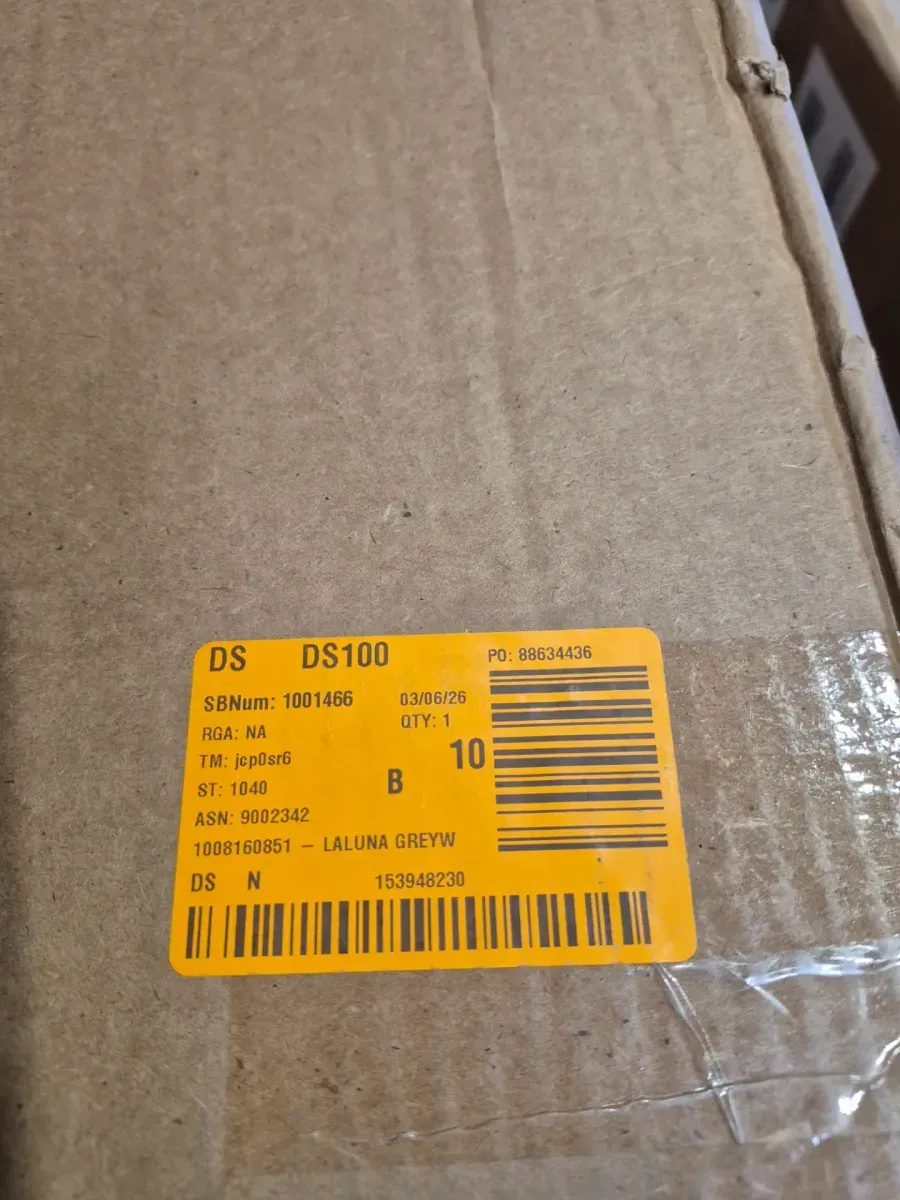 DS DS100 PO: 88634436
SBNum: 1001466 03/06/26
RGA: NA QTY: 1
TM: jcp0sr6 10
ST: 1040 B
ASN: 9002342
1008160851 – LALUNA GREYW
DS N 153948230